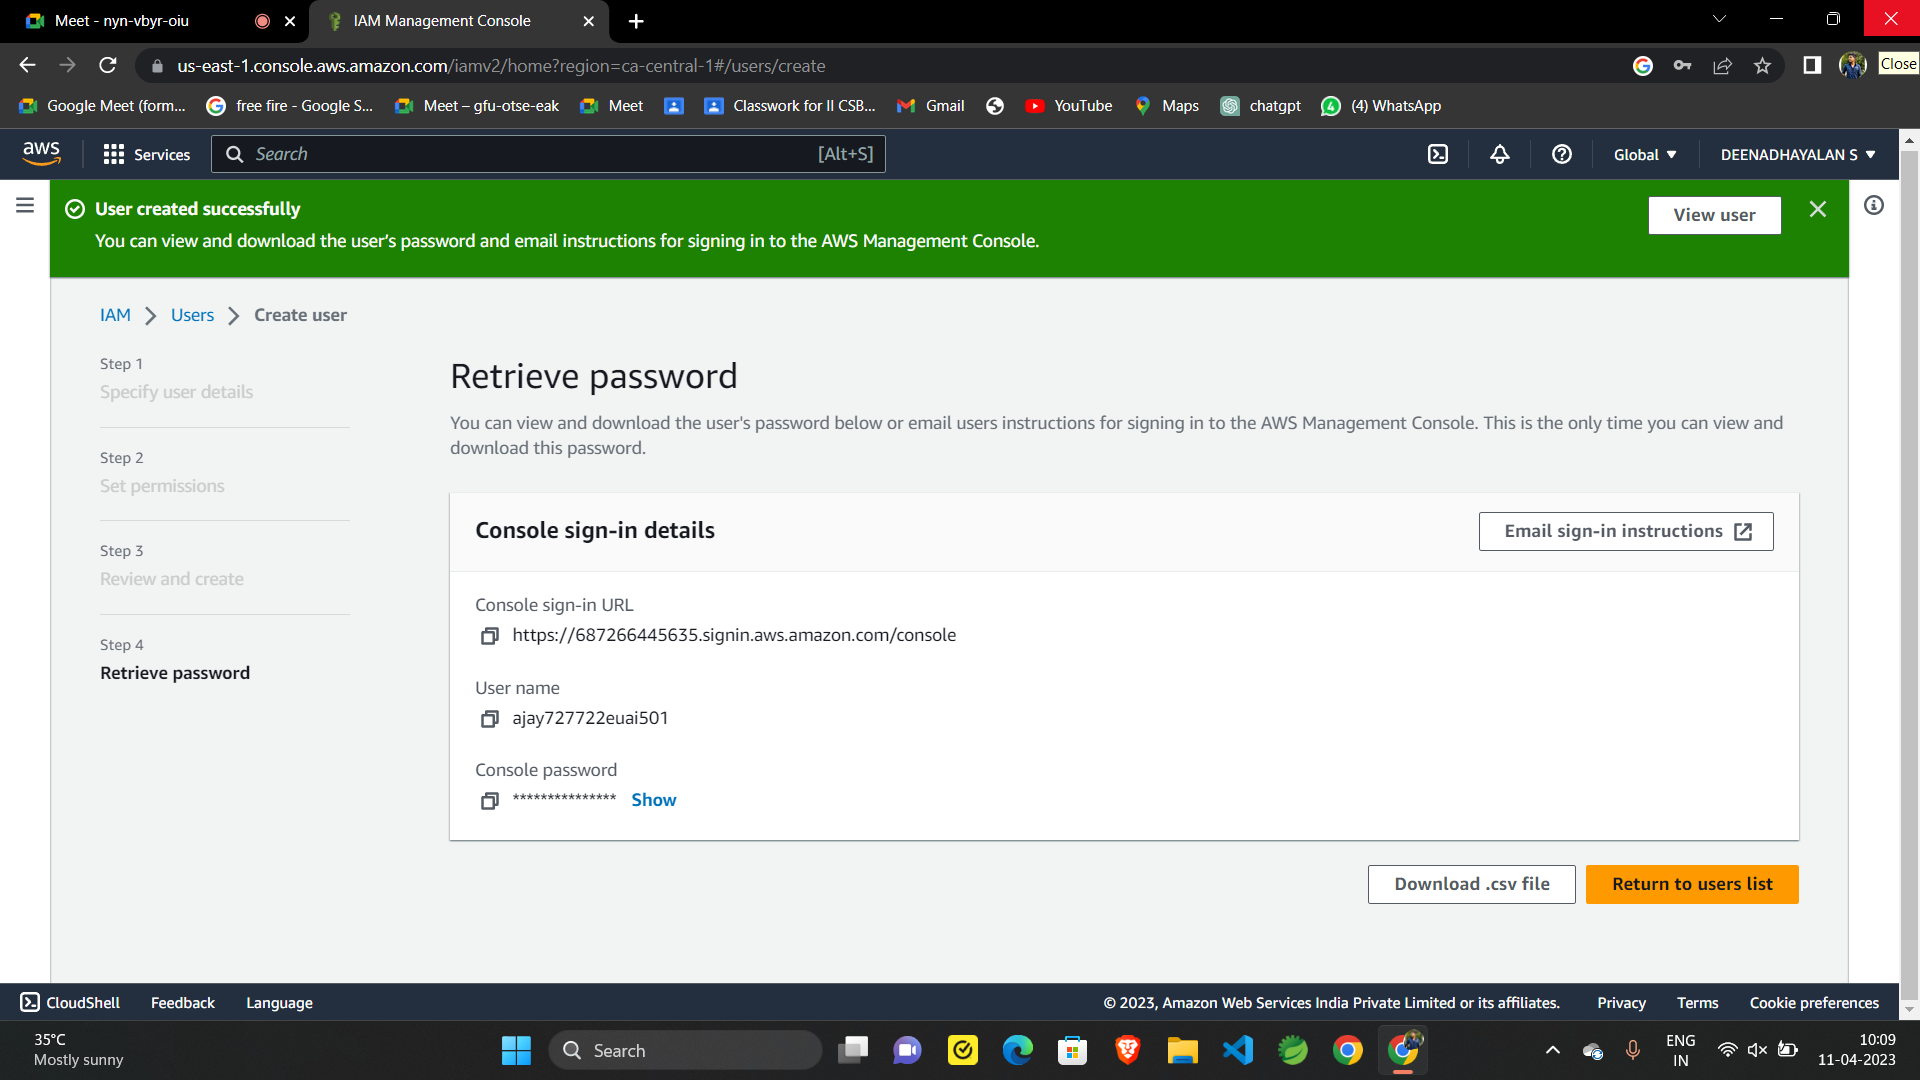 Meet - nyn-vbyr-oiu
IAM Management Console
us-east-1.console.aws.amazon.com/iamv2/home?region=ca-central-1#/users/create
Close
Google Meet (form...
free fire - Google S...
Meet – gfu-otse-eak
Meet
Classwork for II CSB...
Gmail
YouTube
Maps
chatgpt
(4) WhatsApp
aws
Services
Search
[Alt+S]
Global
DEENADHAYALAN S
User created successfully
You can view and download the user's password and email instructions for signing in to the AWS Management Console.
View user
IAM
Users
Create user
Step 1
Specify user details
Step 2
Set permissions
Step 3
Review and create
Step 4
Retrieve password
Retrieve password
You can view and download the user's password below or email users instructions for signing in to the AWS Management Console. This is the only time you can view and
download this password.
Console sign-in details
Email sign-in instructions
Console sign-in URL
https://687266445635.signin.aws.amazon.com/console
User name
ajay727722euai501
Console password
***************
Show
Download .csv file
Return to users list
CloudShell
Feedback
Language
© 2023, Amazon Web Services India Private Limited or its affiliates.
Privacy
Terms
Cookie preferences
35°C
Mostly sunny
Search
ENG
IN
10:09
11-04-2023